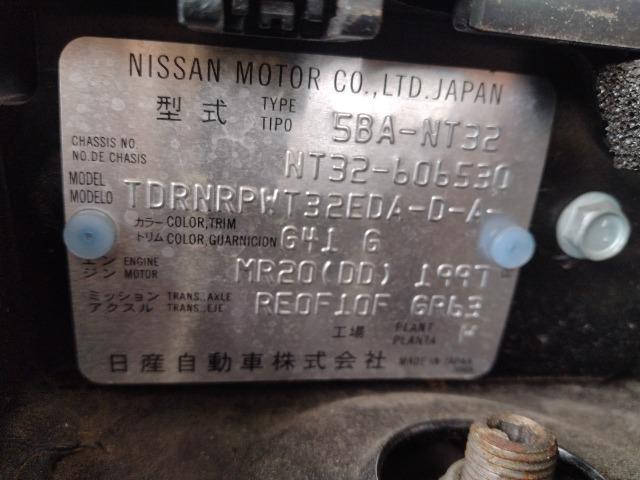 NISSAN MOTOR CO.,LTD.JAPAN
型式 TYPE TIPO 5BA-NT32
CHASSIS NO. NO.DE CHASIS NT32-606530
MODEL MODELO TDRNRPWT32EDA-D-A-
カラー COLOR,TRIM
トリム COLOR,GUARNICION G41 G
エンジン ENGINE MOTOR MR20(DD) 1997
ミッション TRANS.,AXLE
アクスル TRANS.,EJE RE0F10F GR63
工場 PLANT PLANTA
日産自動車株式会社 MADE IN JAPAN